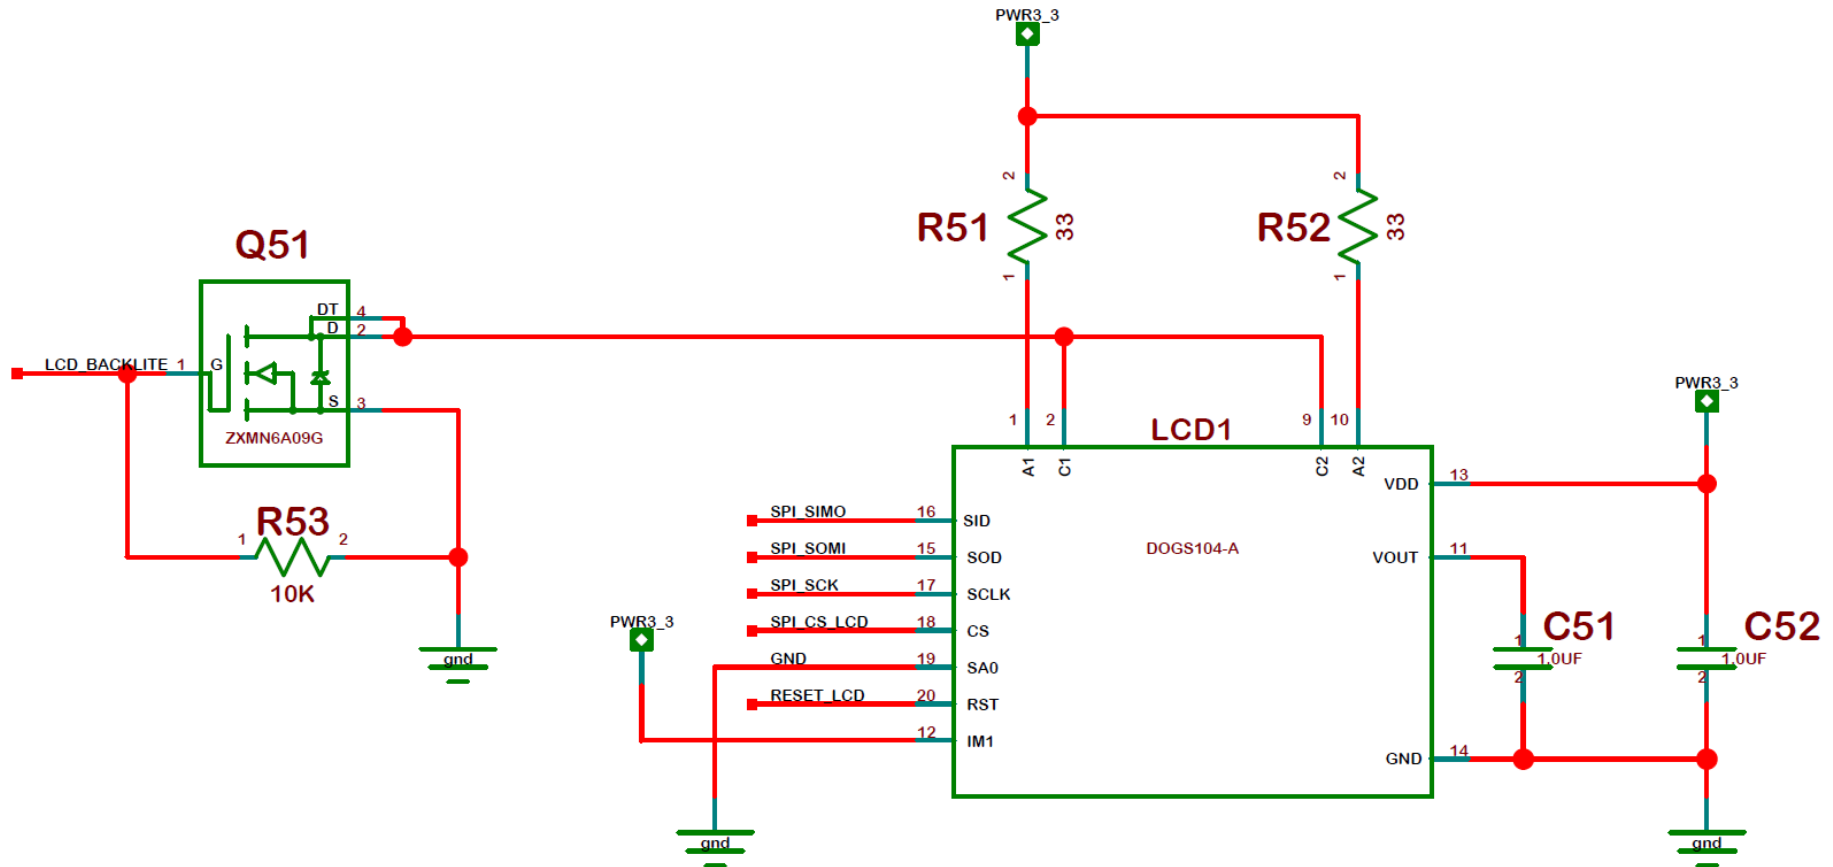 PWR3_3
2
2
R51
33
R52
33
Q51
1
1
DT
4
D
2
LCD_BACKLITE
1
G
PWR3_3
S
3
1
2
9
10
LCD1
ZXMN6A09G
A1
C1
C2
A2
13
VDD
R53
SPI_SIMO
16
SID
1
2
SPI_SOMI
15
SOD
DOGS104-A
VOUT
11
10K
SPI_SCK
17
SCLK
PWR3_3
SPI_CS_LCD
18
CS
1
C51
1
C52
gnd
GND
19
SA0
1.0UF
1.0UF
2
2
RESET_LCD
20
RST
12
IM1
GND
14
gnd
gnd